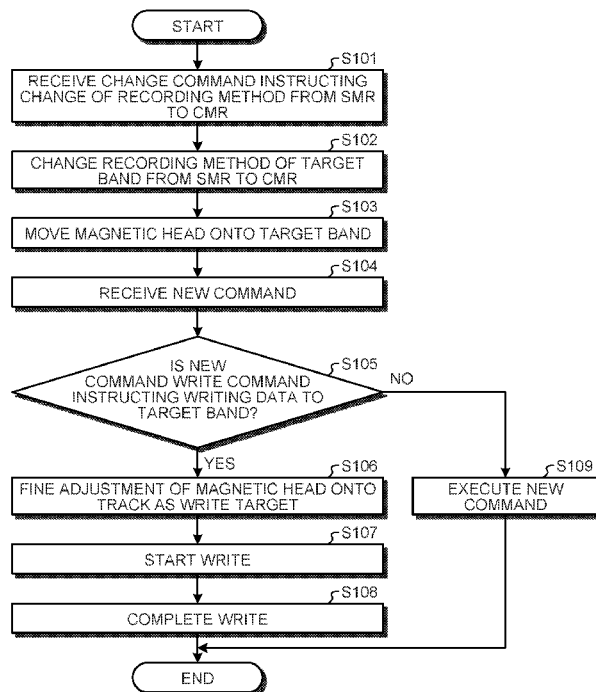 START
S101
RECEIVE CHANGE COMMAND INSTRUCTING
CHANGE OF RECORDING METHOD FROM SMR
TO CMR
S102
CHANGE RECORDING METHOD OF TARGET
BAND FROM SMR TO CMR
S103
MOVE MAGNETIC HEAD ONTO TARGET BAND
S104
RECEIVE NEW COMMAND
S105
IS NEW
COMMAND WRITE COMMAND
INSTRUCTING WRITING DATA TO
TARGET BAND?
NO
YES
S106
FINE ADJUSTMENT OF MAGNETIC HEAD ONTO
TRACK AS WRITE TARGET
S109
EXECUTE NEW
COMMAND
S107
START WRITE
S108
COMPLETE WRITE
END